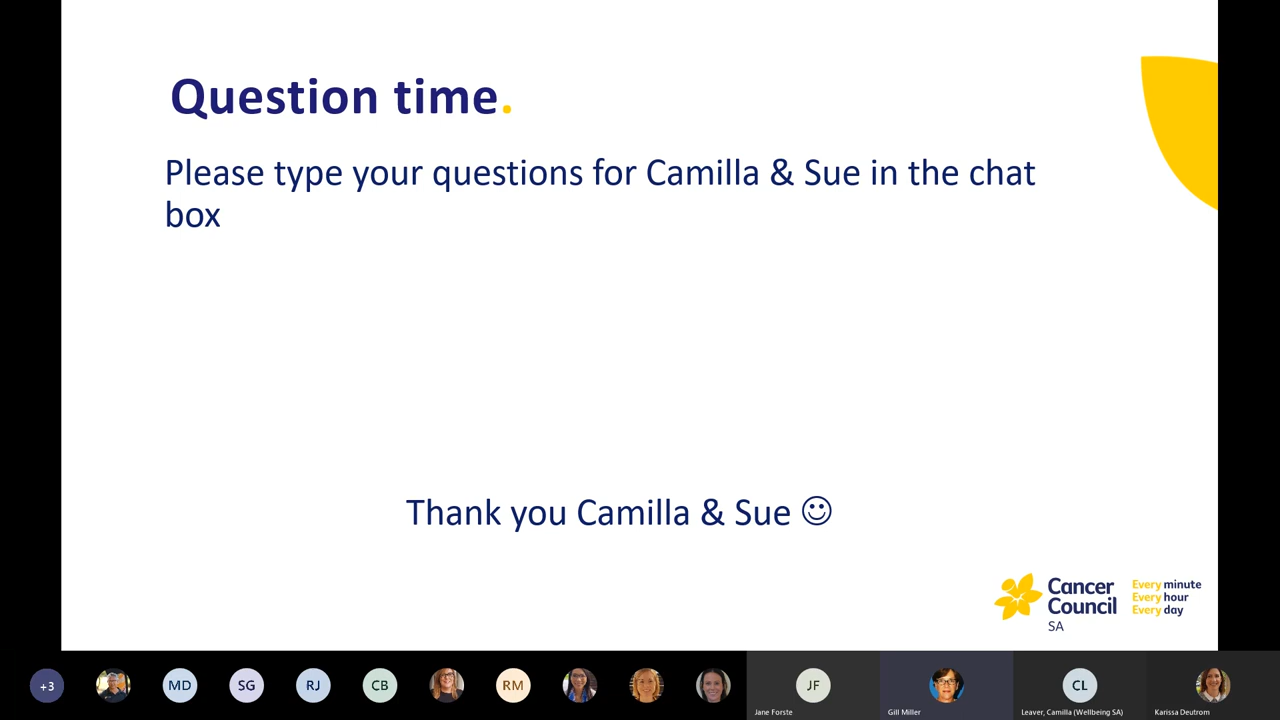 Question time.
Please type your questions for Camilla & Sue in the chat
box
Thank you Camilla & Sue ☺
Cancer
Council
SA
Every minute
Every hour
Every day
+3
MD
SG
RJ
CB
RM
JF
CL
Jane Forste
Gill Miller
Leaver, Camilla (Wellbeing SA)
Karissa Deutrom